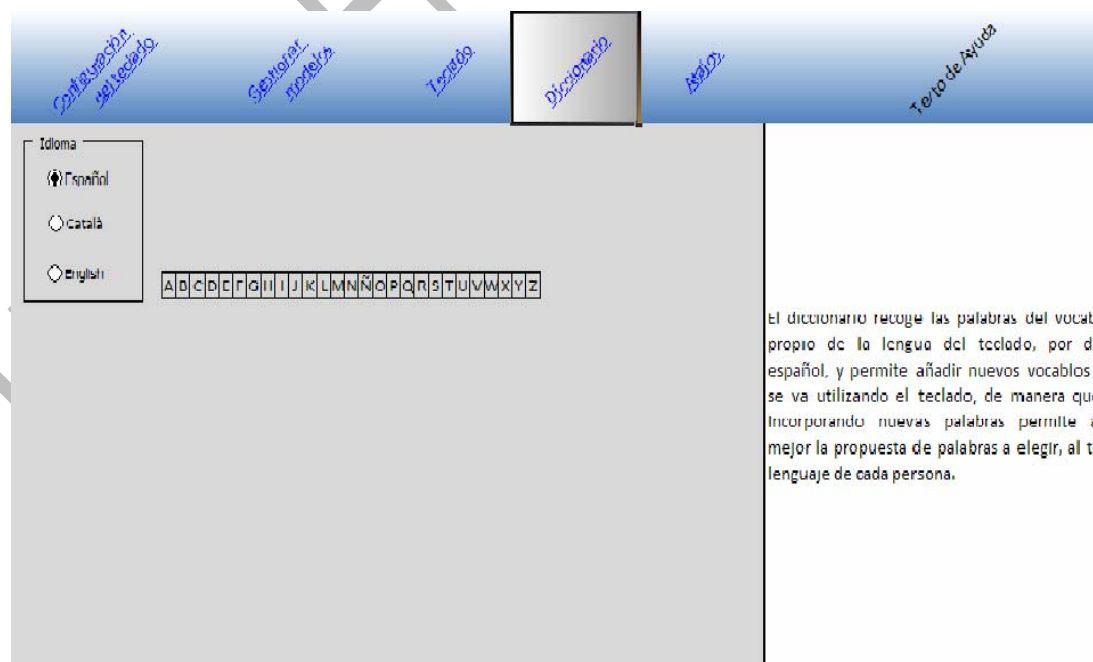 Configuración
del teclado
Gestionar
modelos
Teclado
Diccionario
Atajos
Texto de Ayuda
Idioma
Español
Català
English
A B C D E F G H I J K L M N Ñ O P Q R S T U V W X Y Z
El diccionario recoge las palabras del vocab
propio de la lengua del teclado, por d
español, y permite añadir nuevos vocablos
se va utilizando el teclado, de manera que
Incorporando nuevas palabras permite a
mejor la propuesta de palabras a elegir, al t
lenguaje de cada persona.